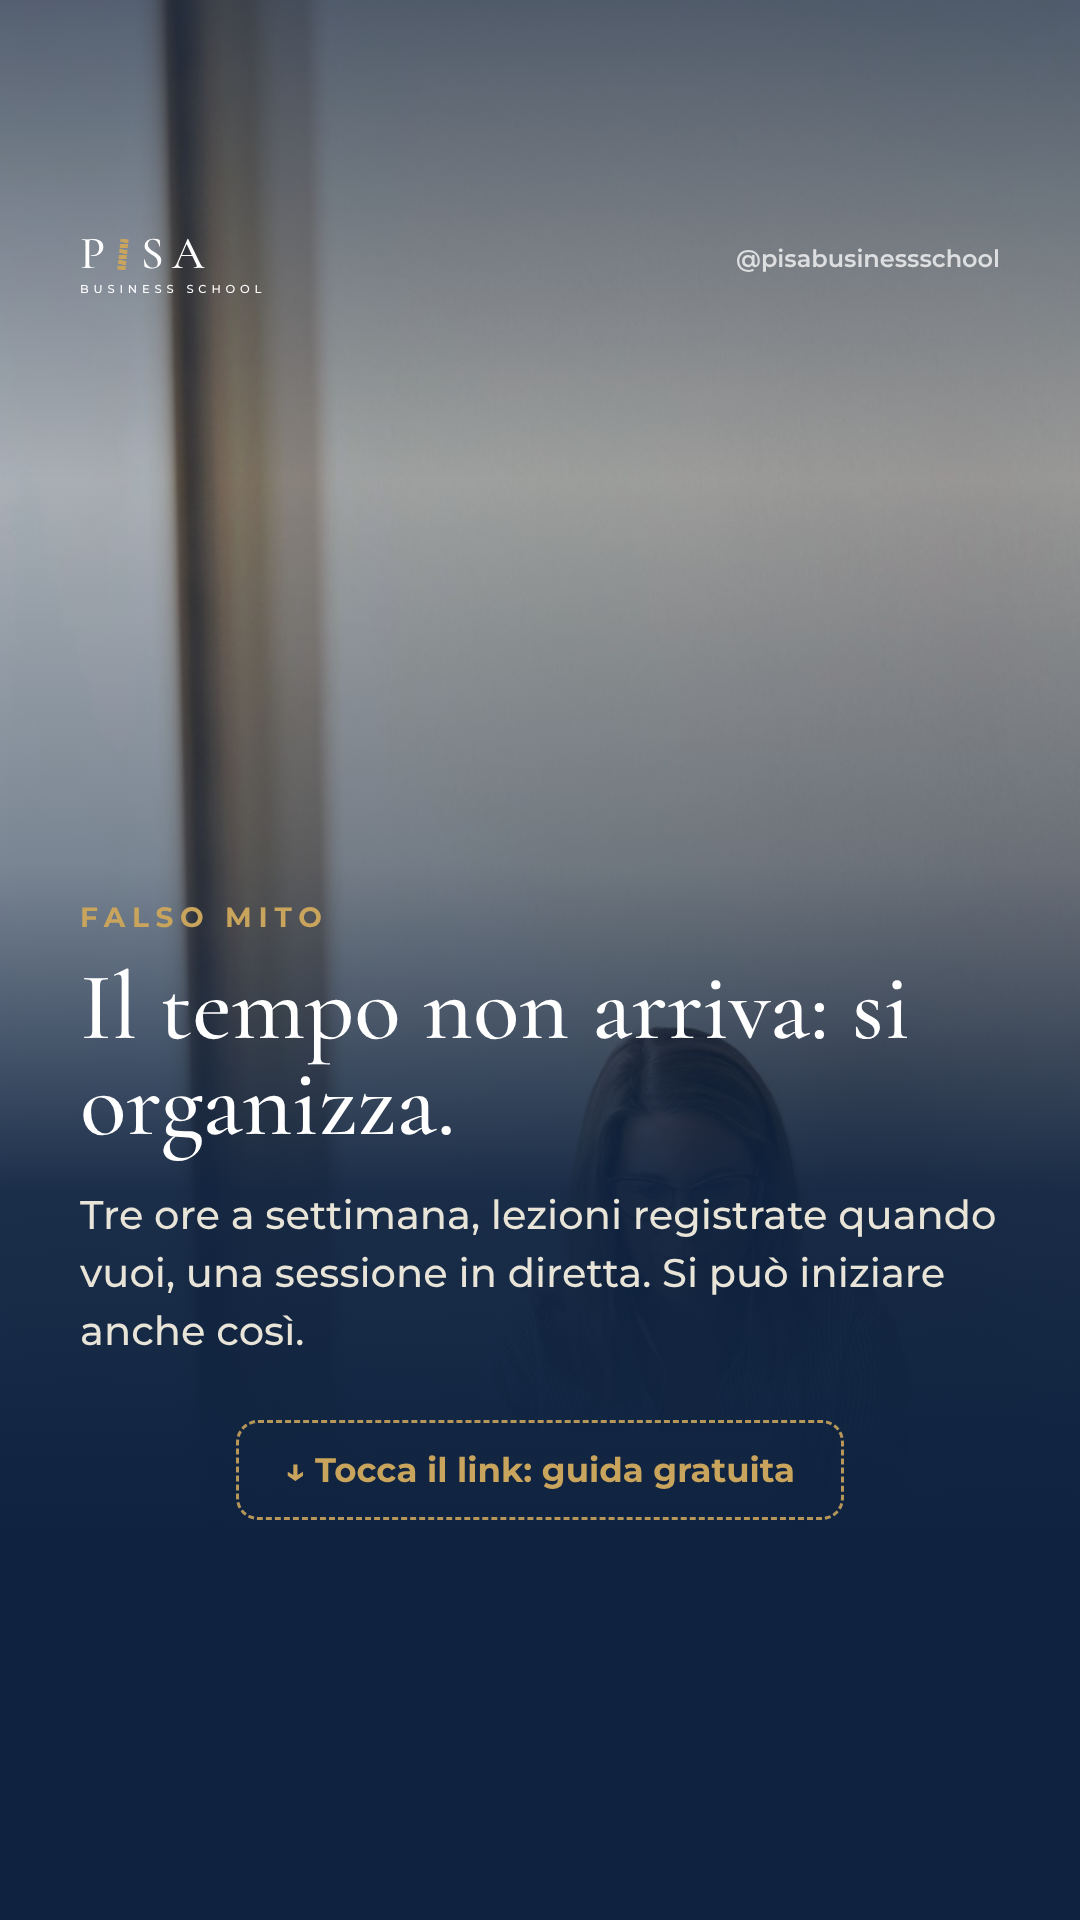 PISA
BUSINESS SCHOOL
@pisabusinessschool
FALSO MITO
Il tempo non arriva: si
organizza.
Tre ore a settimana, lezioni registrate quando
vuoi, una sessione in diretta. Si può iniziare
anche così.
↓ Tocca il link: guida gratuita